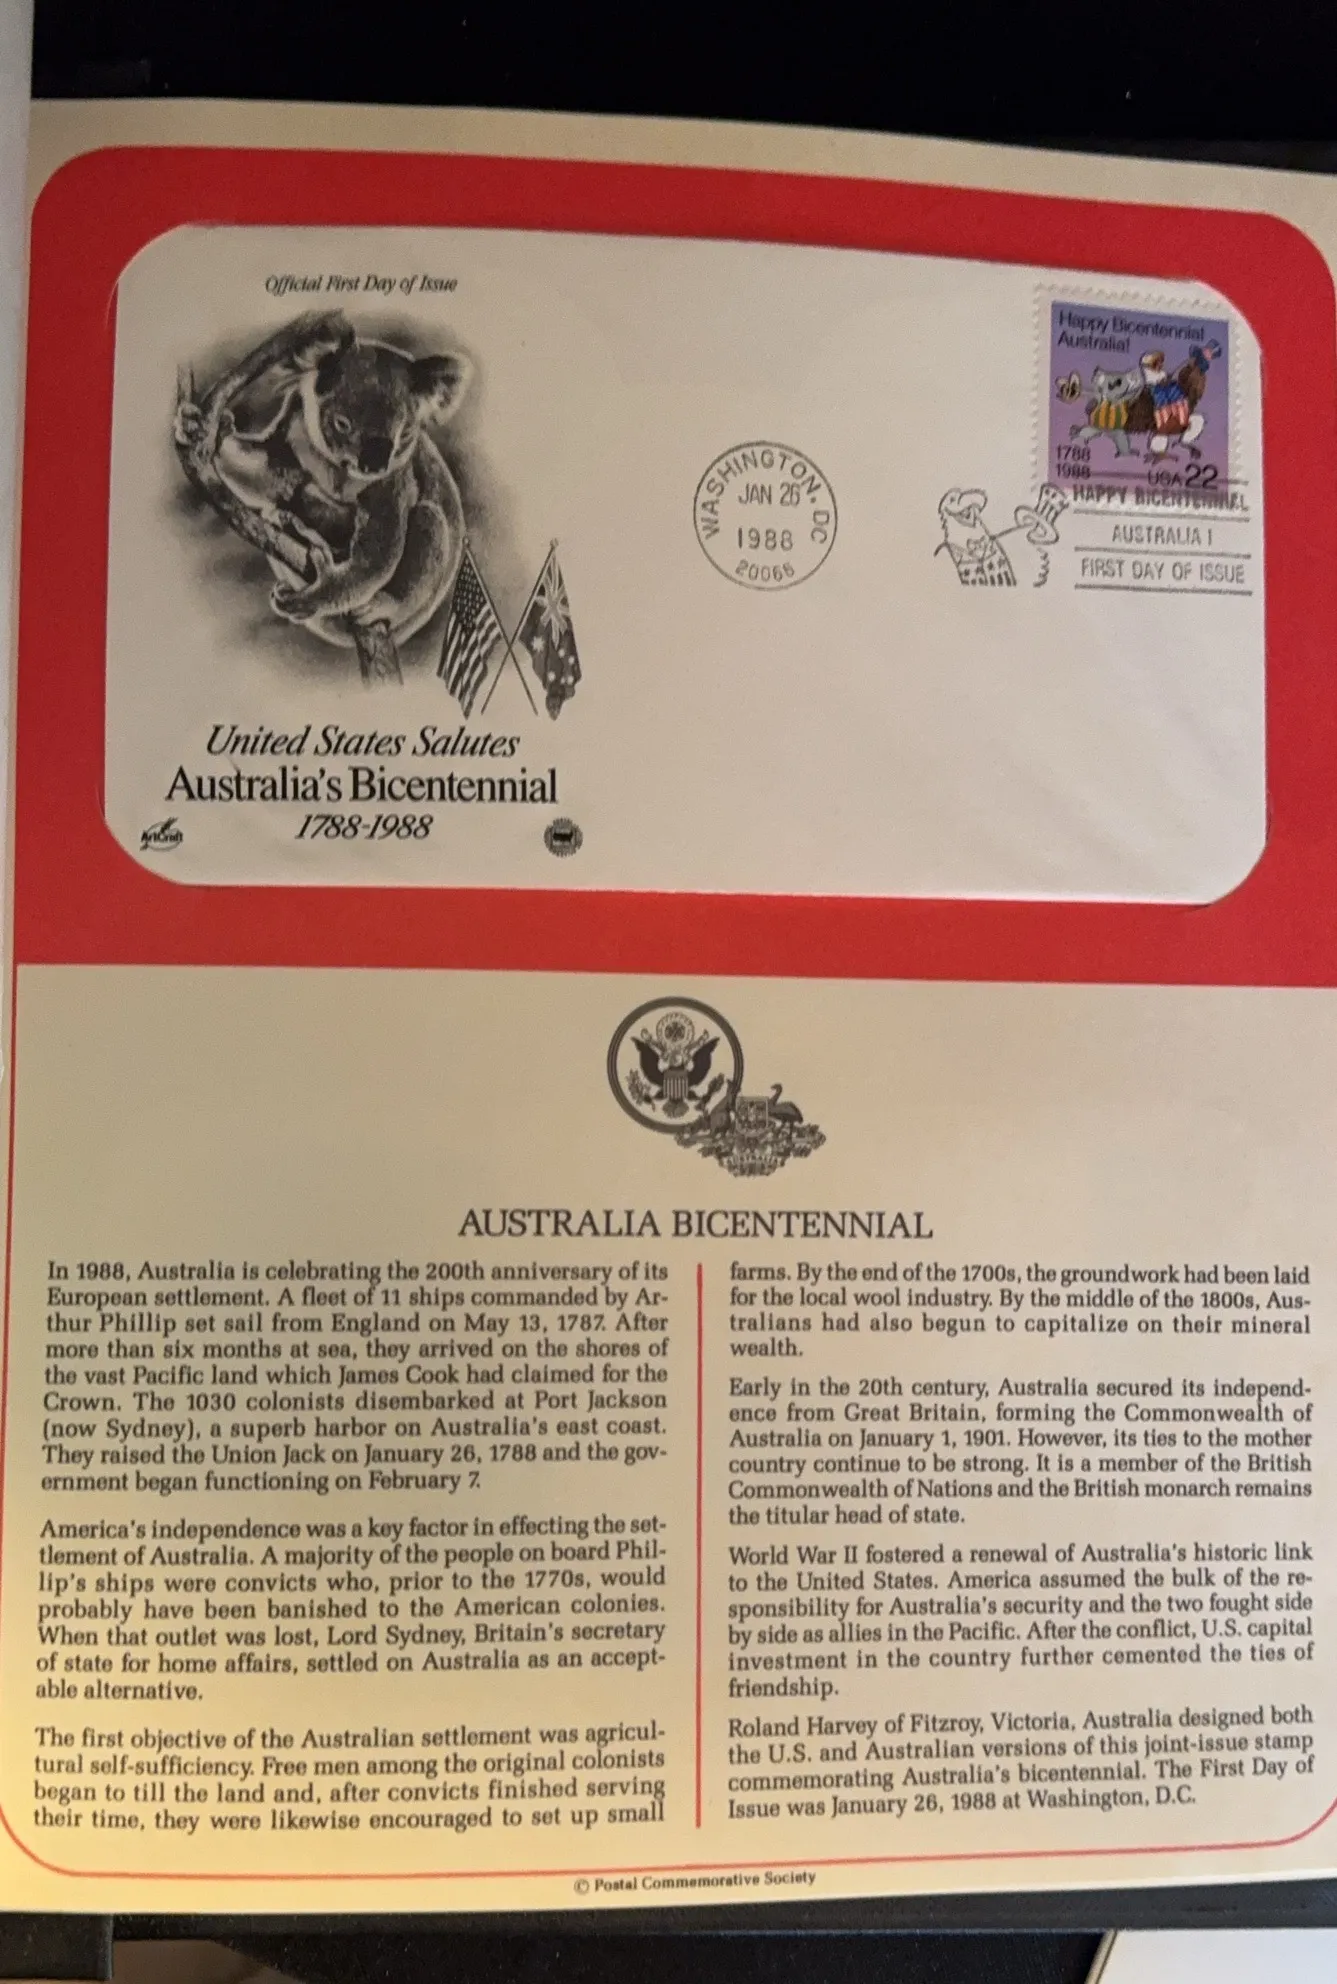 Official First Day of Issue
Happy Bicentennial
Australia!
1788
1988
USA 22
WASHINGTON, DC
JAN 26
1988
20066
HAPPY BICENTENNIAL
AUSTRALIA !
FIRST DAY OF ISSUE
United States Salutes
Australia's Bicentennial
1788-1988
ArtCraft
AUSTRALIA
AUSTRALIA BICENTENNIAL
In 1988, Australia is celebrating the 200th anniversary of its
European settlement. A fleet of 11 ships commanded by Ar-
thur Phillip set sail from England on May 13, 1787. After
more than six months at sea, they arrived on the shores of
the vast Pacific land which James Cook had claimed for the
Crown. The 1030 colonists disembarked at Port Jackson
(now Sydney), a superb harbor on Australia's east coast.
They raised the Union Jack on January 26, 1788 and the gov-
ernment began functioning on February 7.
America's independence was a key factor in effecting the set-
tlement of Australia. A majority of the people on board Phil-
lip's ships were convicts who, prior to the 1770s, would
probably have been banished to the American colonies.
When that outlet was lost, Lord Sydney, Britain's secretary
of state for home affairs, settled on Australia as an accept-
able alternative.
The first objective of the Australian settlement was agricul-
tural self-sufficiency. Free men among the original colonists
began to till the land and, after convicts finished serving
their time, they were likewise encouraged to set up small
farms. By the end of the 1700s, the groundwork had been laid
for the local wool industry. By the middle of the 1800s, Aus-
tralians had also begun to capitalize on their mineral
wealth.
Early in the 20th century, Australia secured its independ-
ence from Great Britain, forming the Commonwealth of
Australia on January 1, 1901. However, its ties to the mother
country continue to be strong. It is a member of the British
Commonwealth of Nations and the British monarch remains
the titular head of state.
World War II fostered a renewal of Australia's historic link
to the United States. America assumed the bulk of the re-
sponsibility for Australia's security and the two fought side
by side as allies in the Pacific. After the conflict, U.S. capital
investment in the country further cemented the ties of
friendship.
Roland Harvey of Fitzroy, Victoria, Australia designed both
the U.S. and Australian versions of this joint-issue stamp
commemorating Australia's bicentennial. The First Day of
Issue was January 26, 1988 at Washington, D.C.
© Postal Commemorative Society